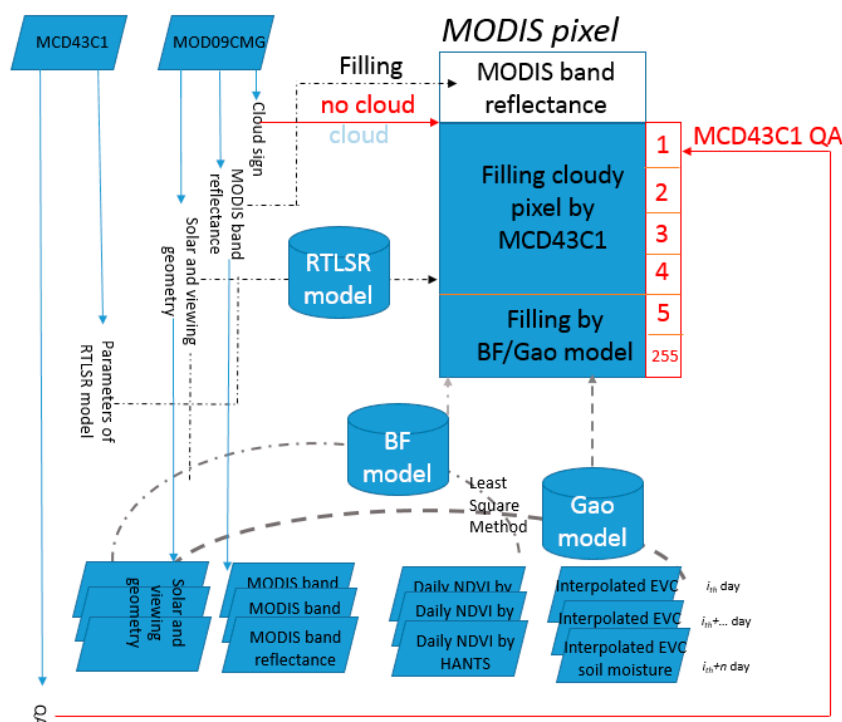 MODIS pixel
MCD43C1
MOD09CMG
Filling
no cloud
cloud
Cloud sign
MODIS band
reflectance
MODIS band
reflectance
Solar and viewing
geometry
Parameters of
RTLSR model
RTLSR
model
Filling cloudy
pixel by
MCD43C1
Filling by
BF/Gao model
1
2
3
4
5
255
MCD43C1 QA
BF
model
Least
Square
Method
Gao
model
Solar and
viewing
geometry
MODIS band
MODIS band
MODIS band
reflectance
Daily NDVI by
Daily NDVI by
Daily NDVI by
HANTS
Interpolated EVC
Interpolated EVC
Interpolated EVC
soil moisture
ith day
ith+... day
ith+n day
QA